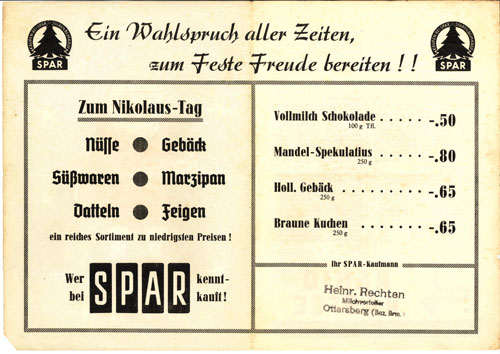 Ein Wahlspruch aller Zeiten,
zum Feste Freude bereiten!!
SPAR
SPAR
Zum Nikolaus-Tag
Nüsse ● Gebäck
Süßwaren ● Marzipan
Datteln ● Feigen
ein reiches Sortiment zu niedrigsten Preisen!
Wer SPAR kennt-
bei kauft!
Vollmilch Schokolade . . . . . -.50
100 g Tfl.
Mandel-Spekulatius . . . . . -.80
250 g
Holl. Gebäck . . . . . . . . . -.65
250 g
Braune Kuchen . . . . . . . -.65
250 g
Ihr SPAR-Kaufmann
Heinr. Rechten
Milchverteiler
Ottersberg (Bez. Brm.)